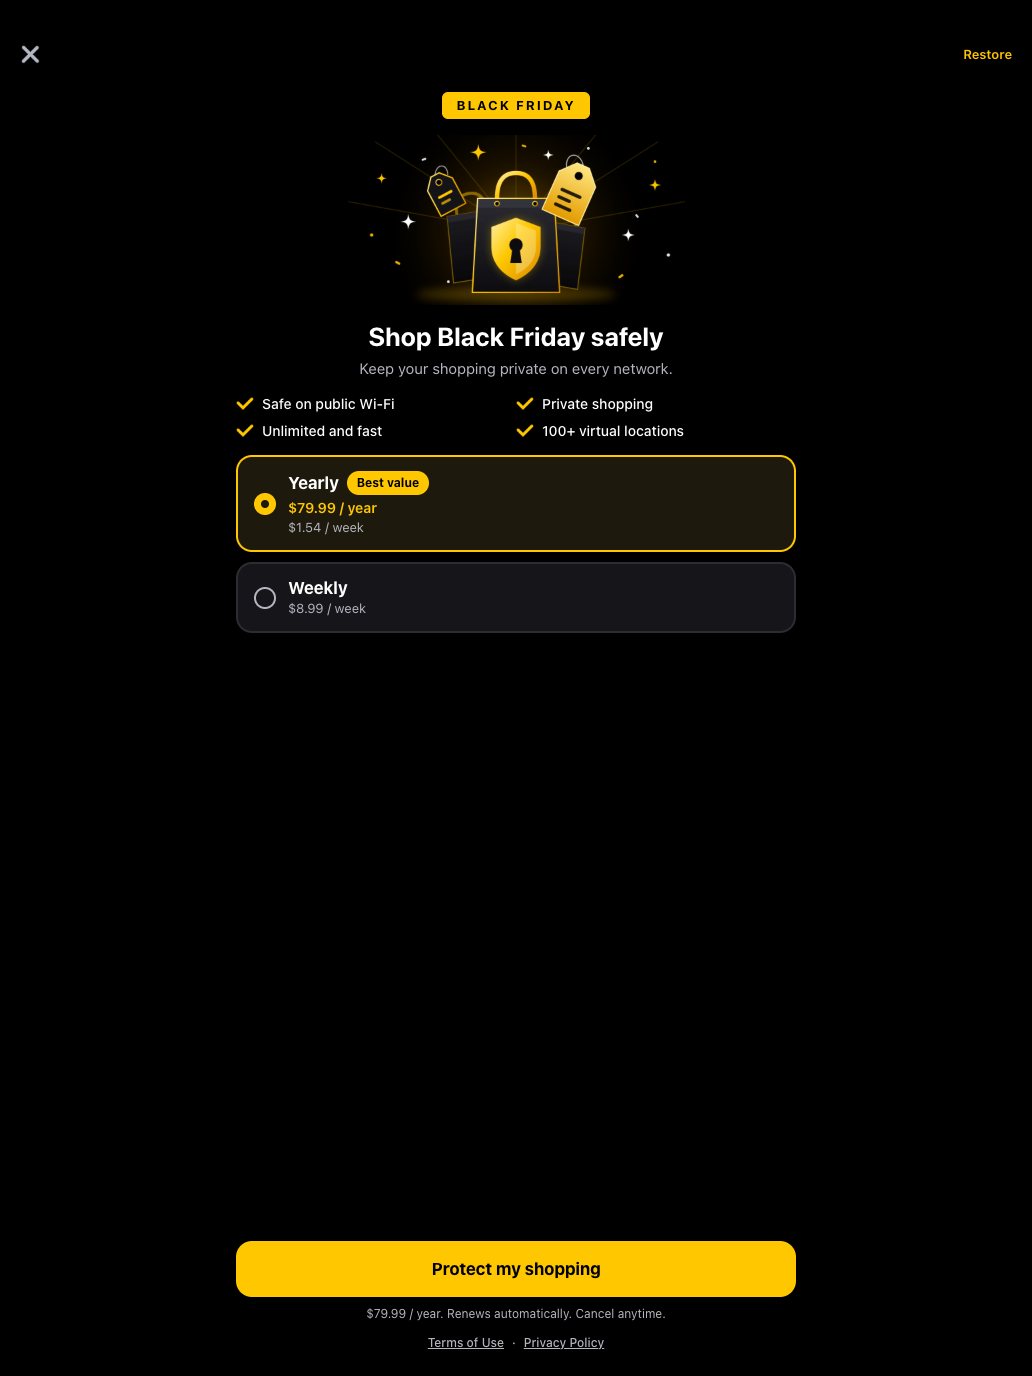 Restore
BLACK FRIDAY
Shop Black Friday safely
Keep your shopping private on every network.
Safe on public Wi-Fi
Private shopping
Unlimited and fast
100+ virtual locations
Yearly Best value
$79.99 / year
$1.54 / week
Weekly
$8.99 / week
Protect my shopping
$79.99 / year. Renews automatically. Cancel anytime.
Terms of Use · Privacy Policy